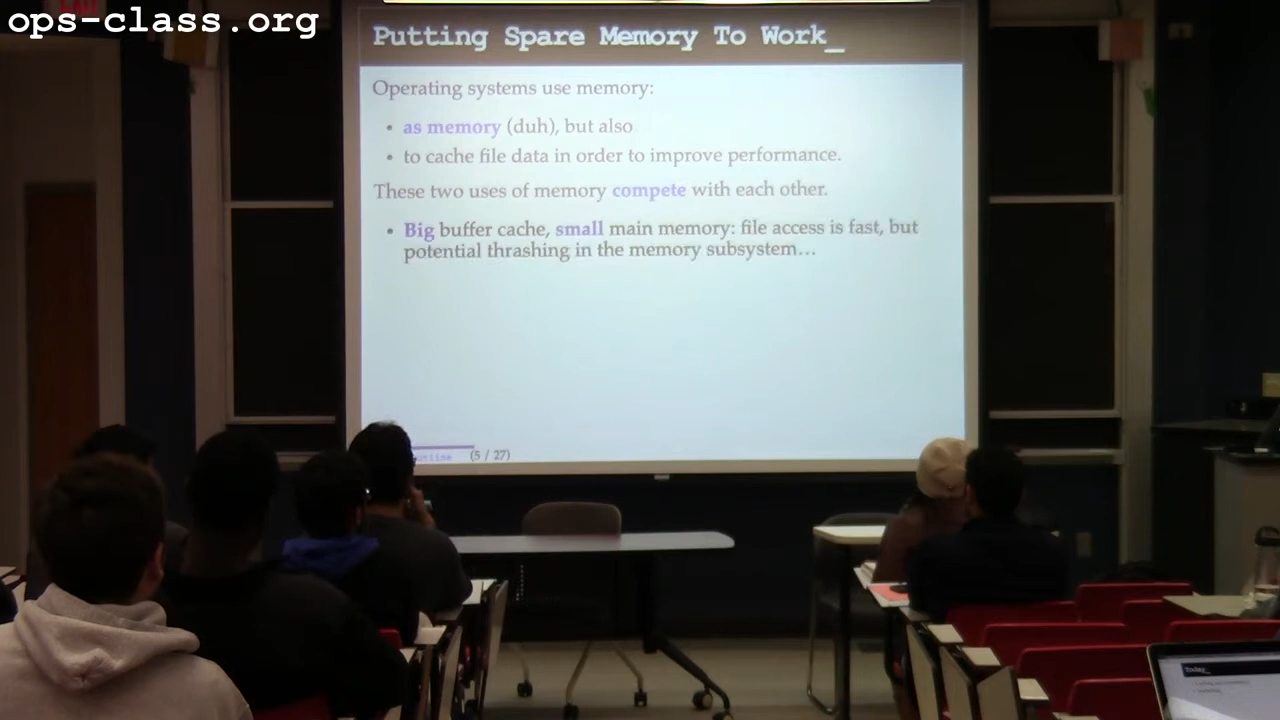 ops-class.org
Putting Spare Memory To Work_
Operating systems use memory:
• as memory (duh), but also
• to cache file data in order to improve performance.
These two uses of memory compete with each other.
• Big buffer cache, small main memory: file access is fast, but
potential thrashing in the memory subsystem…
(5 / 27)
Today_